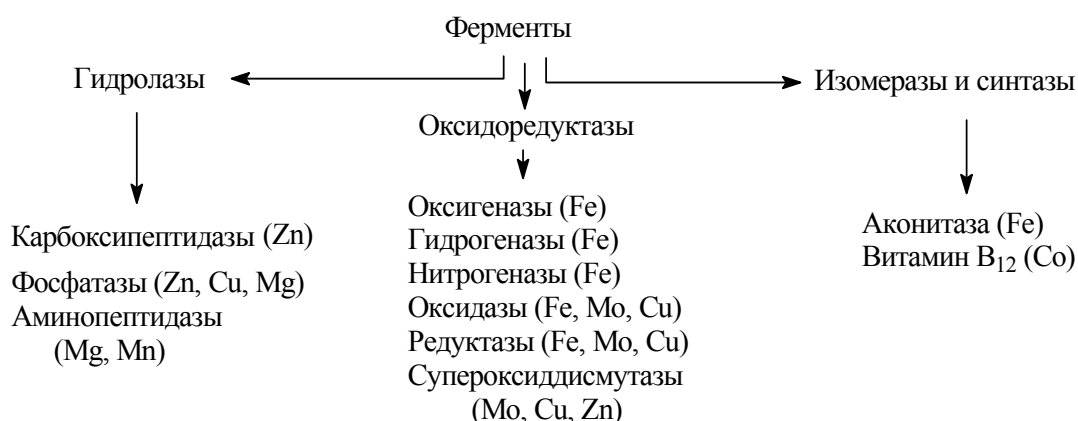 Ферменты
Гидролазы
Изомеразы и синтазы
Оксидоредуктазы
Карбоксипептидазы (Zn)
Фосфатазы (Zn, Cu, Mg)
Аминопептидазы
(Mg, Mn)
Оксигеназы (Fe)
Гидрогеназы (Fe)
Нитрогеназы (Fe)
Оксидазы (Fe, Mo, Cu)
Редуктазы (Fe, Mo, Cu)
Супероксиддисмутазы
(Mo, Cu, Zn)
Аконитаза (Fe)
Витамин B₁₂ (Co)